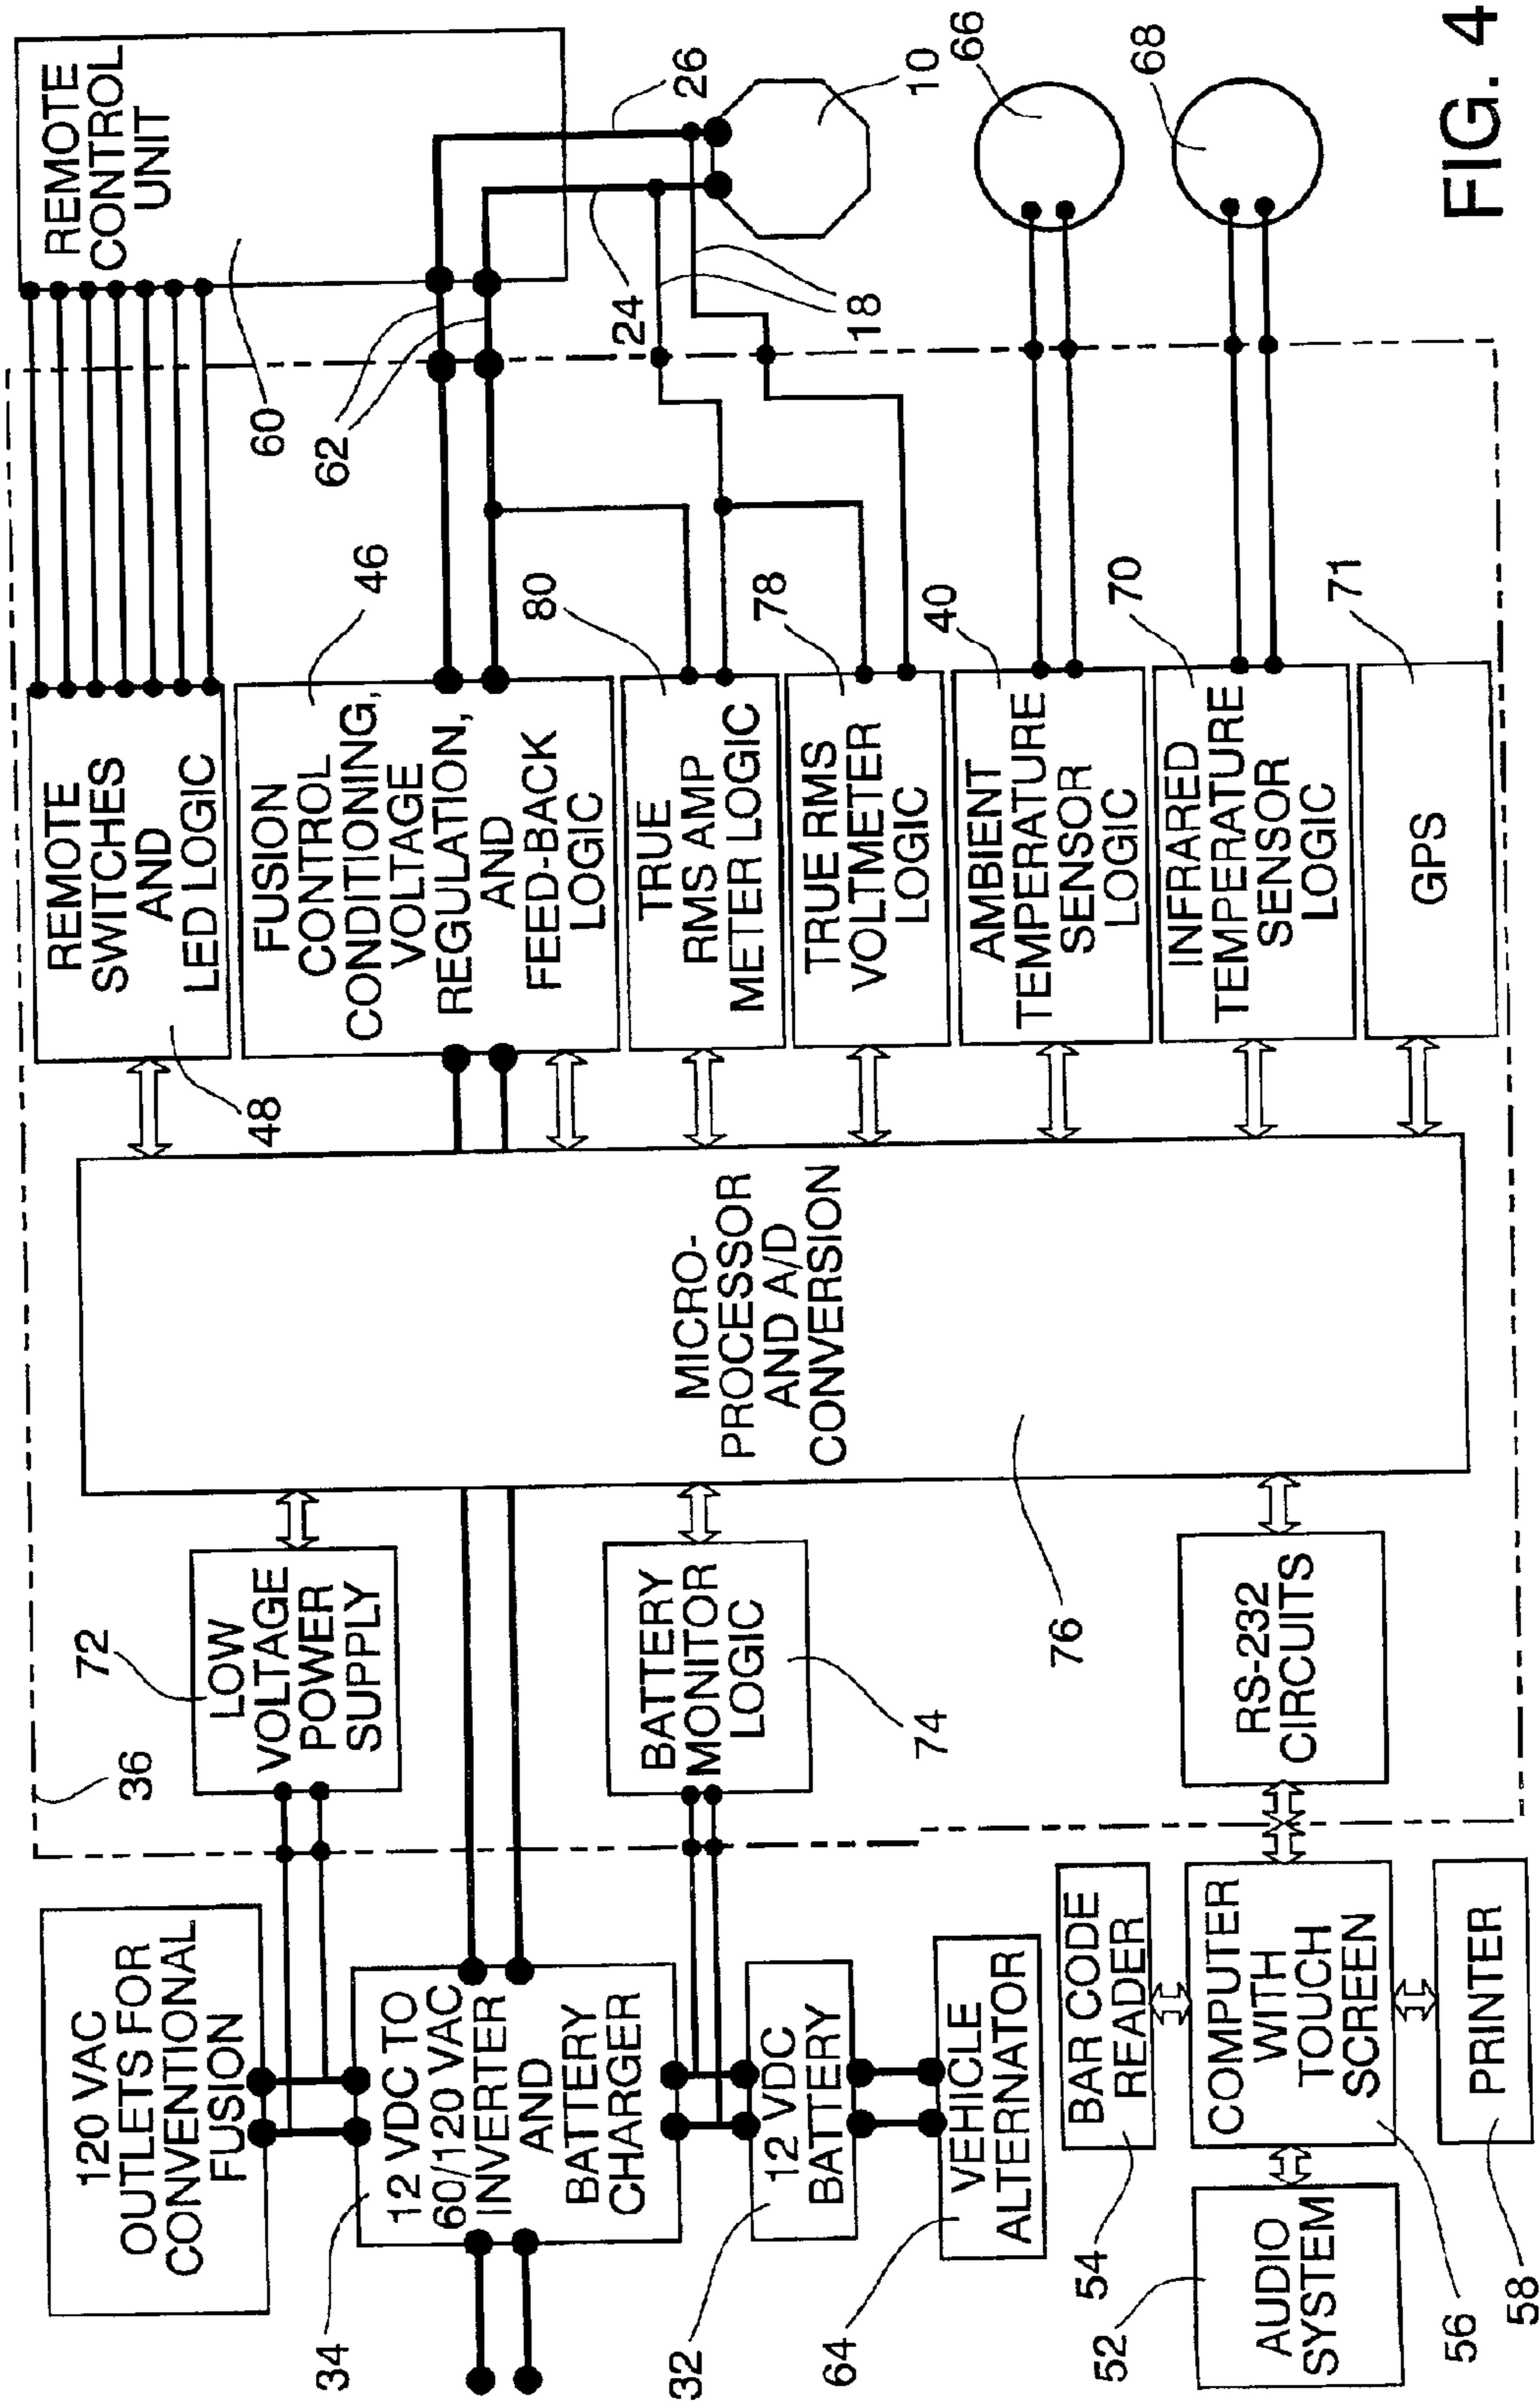 120 VAC
OUTLETS FOR
CONVENTIONAL
FUSION
34
12 VDC TO
60/120 VAC
INVERTER
AND
BATTERY
CHARGER
32
12 VDC
BATTERY
64
VEHICLE
ALTERNATOR
54
BAR CODE
READER
52
AUDIO
SYSTEM
COMPUTER
WITH
TOUCH
SCREEN
56
PRINTER
58
36
72
LOW
VOLTAGE
POWER
SUPPLY
BATTERY
MONITOR
LOGIC
74
RS-232
CIRCUITS
MICRO-
PROCESSOR
AND A/D
CONVERSION
76
REMOTE
SWITCHES
AND
LED LOGIC
48
FUSION
CONTROL
CONDITIONING,
VOLTAGE
REGULATION,
AND
FEED-BACK
LOGIC
46
TRUE
RMS AMP
METER LOGIC
80
TRUE RMS
VOLTMETER
LOGIC
78
AMBIENT
TEMPERATURE
SENSOR
LOGIC
40
INFRARED
TEMPERATURE
SENSOR
LOGIC
70
GPS
71
REMOTE
CONTROL
UNIT
60
62
24
26
18
10
66
68
FIG. 4